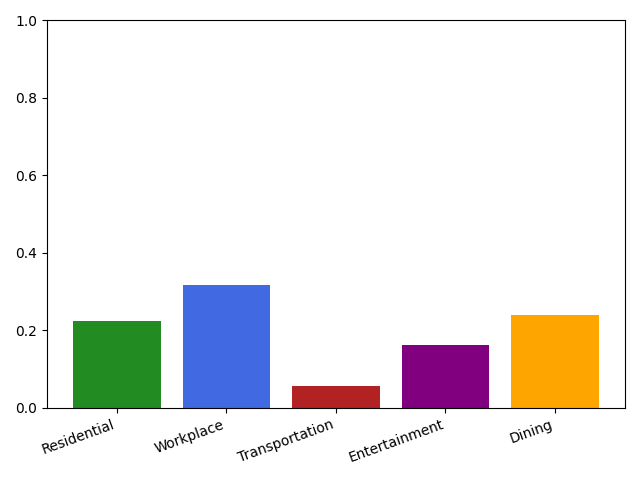 1.0
0.8
0.6
0.4
0.2
0.0
Residential
Workplace
Transportation
Entertainment
Dining